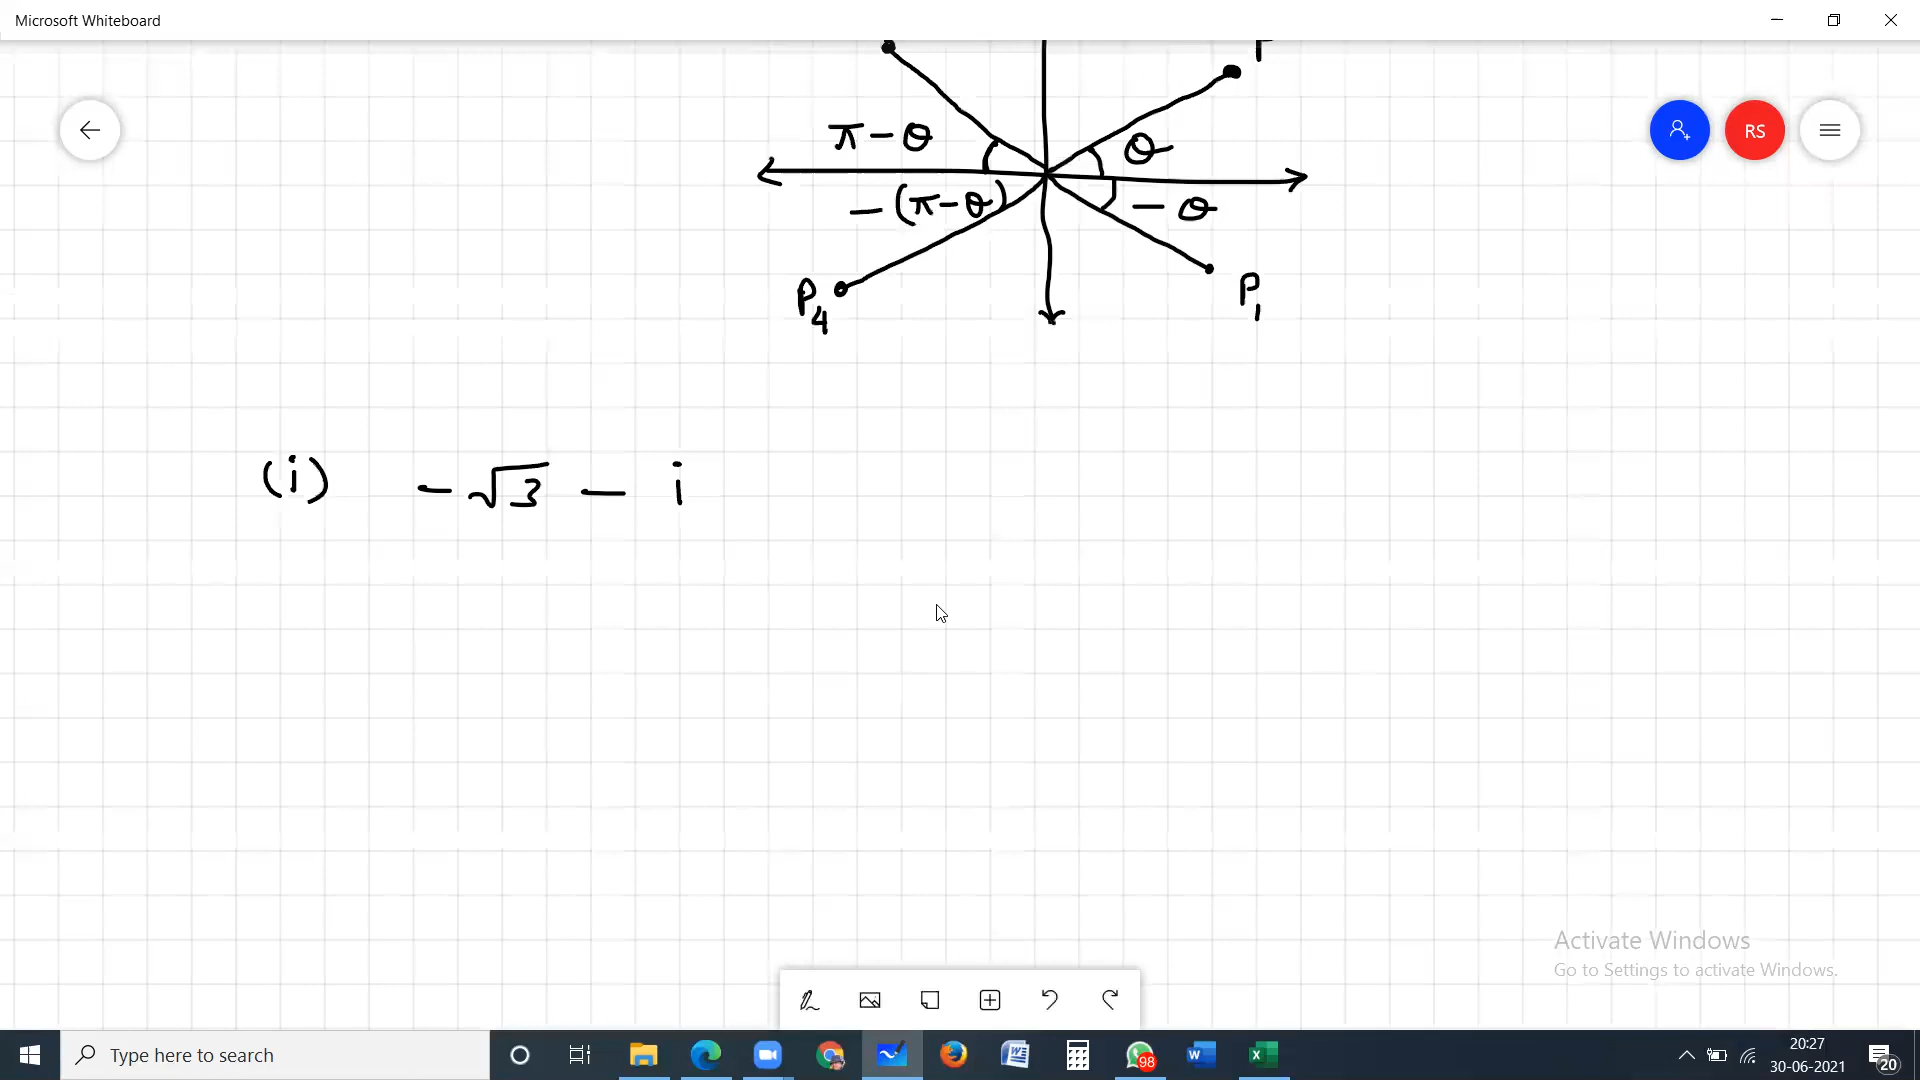 Microsoft Whiteboard
π - θ
θ
RS
- (π - θ)
- θ
P₄
P₁
(i) - √3 - i
Activate Windows
Go to Settings to activate Windows.
Type here to search
98
20:27
30-06-2021
20